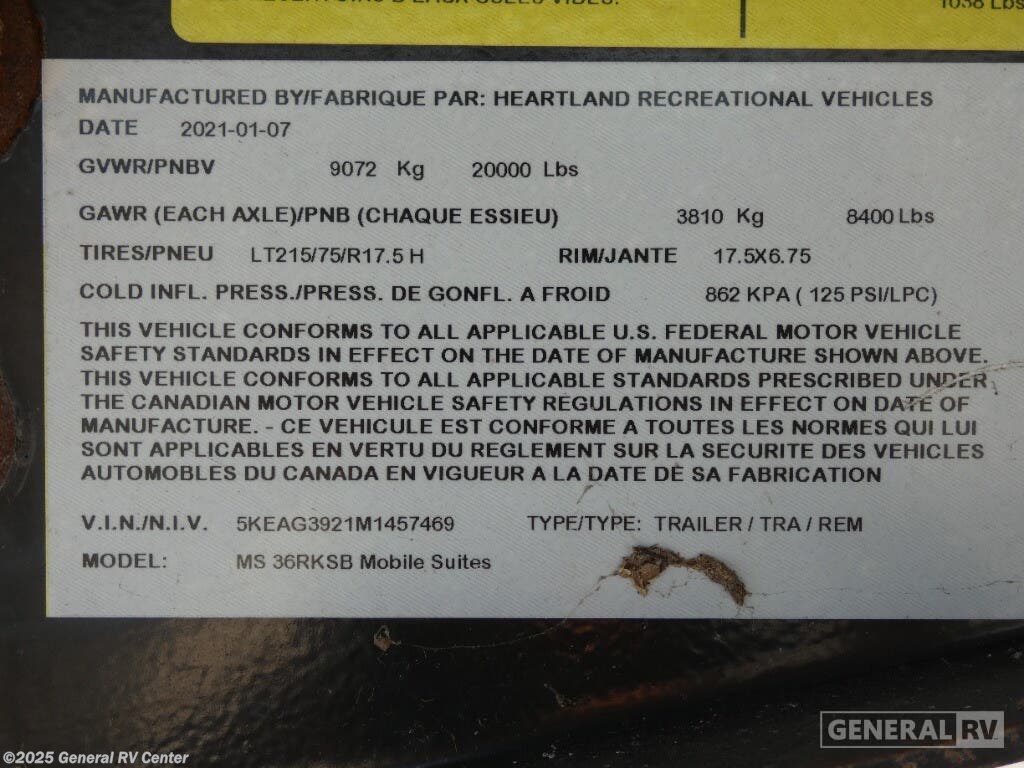 1038 Lbs
MANUFACTURED BY/FABRIQUE PAR: HEARTLAND RECREATIONAL VEHICLES
DATE 2021-01-07
GVWR/PNBV 9072 Kg 20000 Lbs
GAWR (EACH AXLE)/PNB (CHAQUE ESSIEU) 3810 Kg 8400 Lbs
TIRES/PNEU LT215/75/R17.5 H RIM/JANTE 17.5X6.75
COLD INFL. PRESS./PRESS. DE GONFL. A FROID 862 KPA ( 125 PSI/LPC)
THIS VEHICLE CONFORMS TO ALL APPLICABLE U.S. FEDERAL MOTOR VEHICLE
SAFETY STANDARDS IN EFFECT ON THE DATE OF MANUFACTURE SHOWN ABOVE.
THIS VEHICLE CONFORMS TO ALL APPLICABLE STANDARDS PRESCRIBED UNDER
THE CANADIAN MOTOR VEHICLE SAFETY REGULATIONS IN EFFECT ON DATE OF
MANUFACTURE. - CE VEHICULE EST CONFORME A TOUTES LES NORMES QUI LUI
SONT APPLICABLES EN VERTU DU REGLEMENT SUR LA SECURITE DES VEHICLES
AUTOMOBLES DU CANADA EN VIGUEUR A LA DATE DE SA FABRICATION
V.I.N./N.I.V. 5KEAG3921M1457469 TYPE/TYPE: TRAILER / TRA / REM
MODEL: MS 36RKSB Mobile Suites
GENERAL RV
©2025 General RV Center